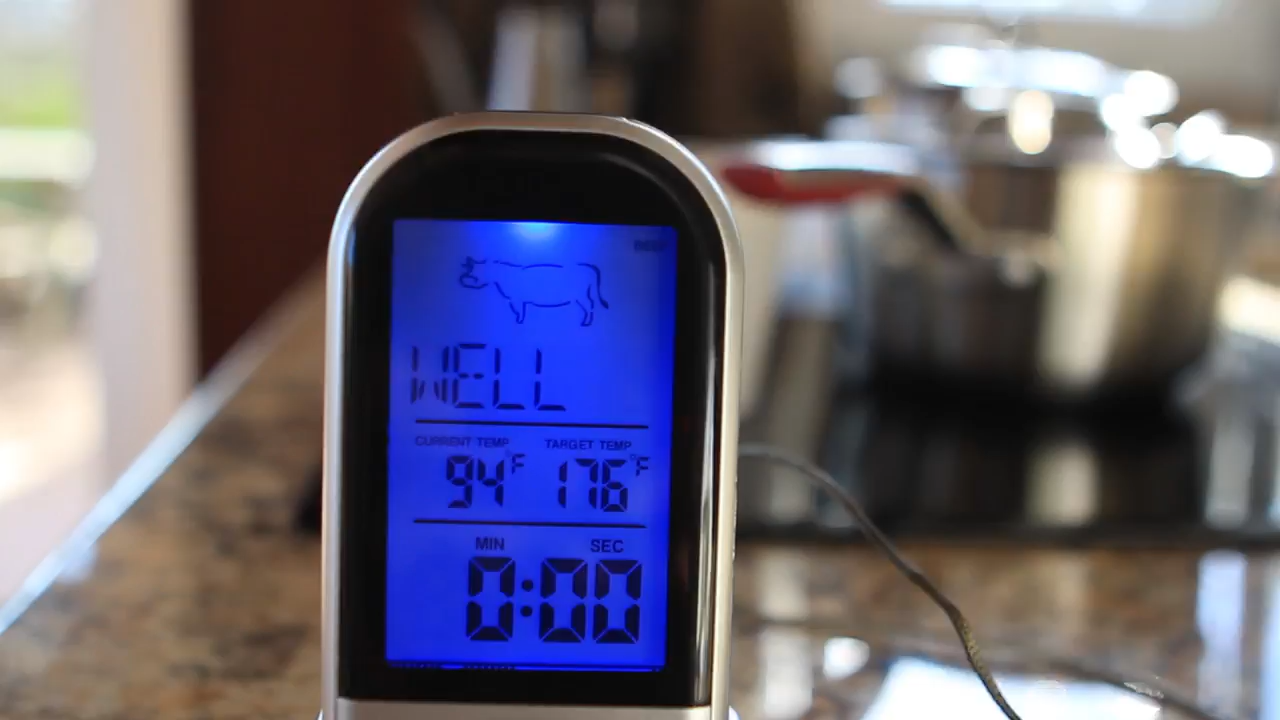 WELL
CURRENT TEMP TARGET TEMP
94°F 176°F
MIN SEC
0:00